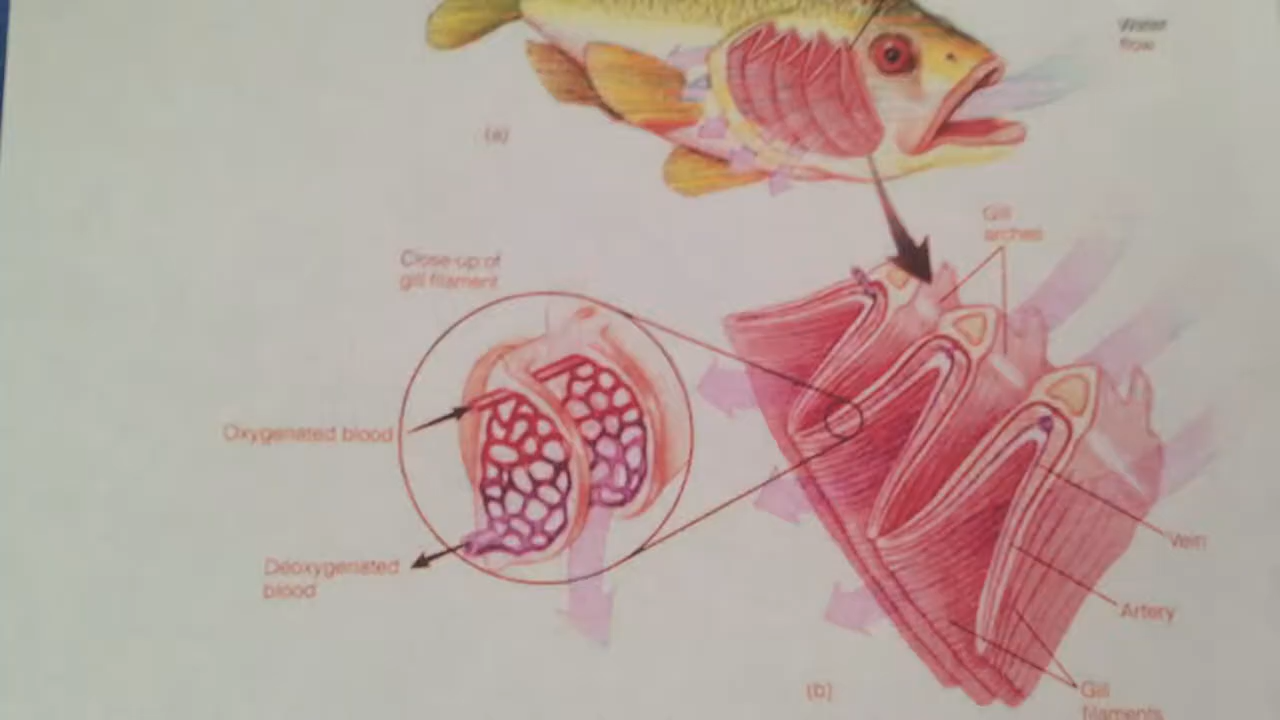 Water
flow
(a)
Gill
arches
Close-up of
gill filament
Oxygenated blood
Deoxygenated
blood
Vein
Artery
(b)
Gill
filaments